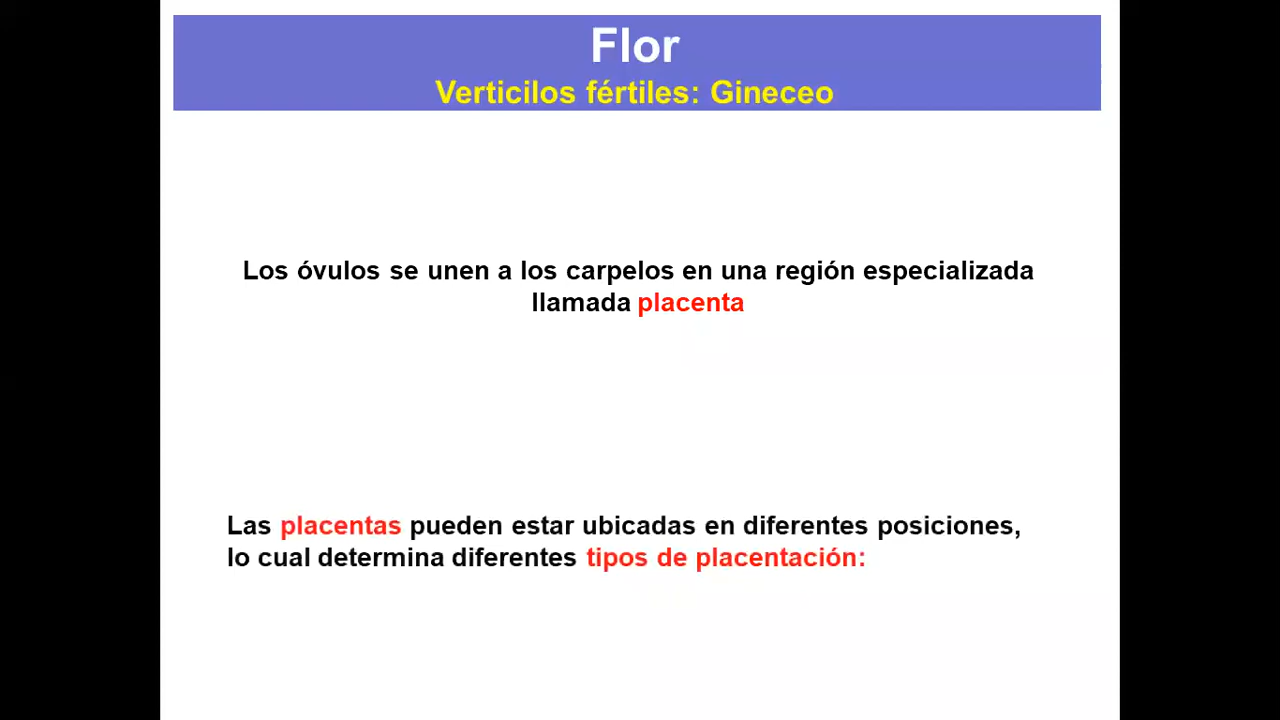 Flor
Verticilos fértiles: Gineceo
Los óvulos se unen a los carpelos en una región especializada
llamada placenta
Las placentas pueden estar ubicadas en diferentes posiciones,
lo cual determina diferentes tipos de placentación: